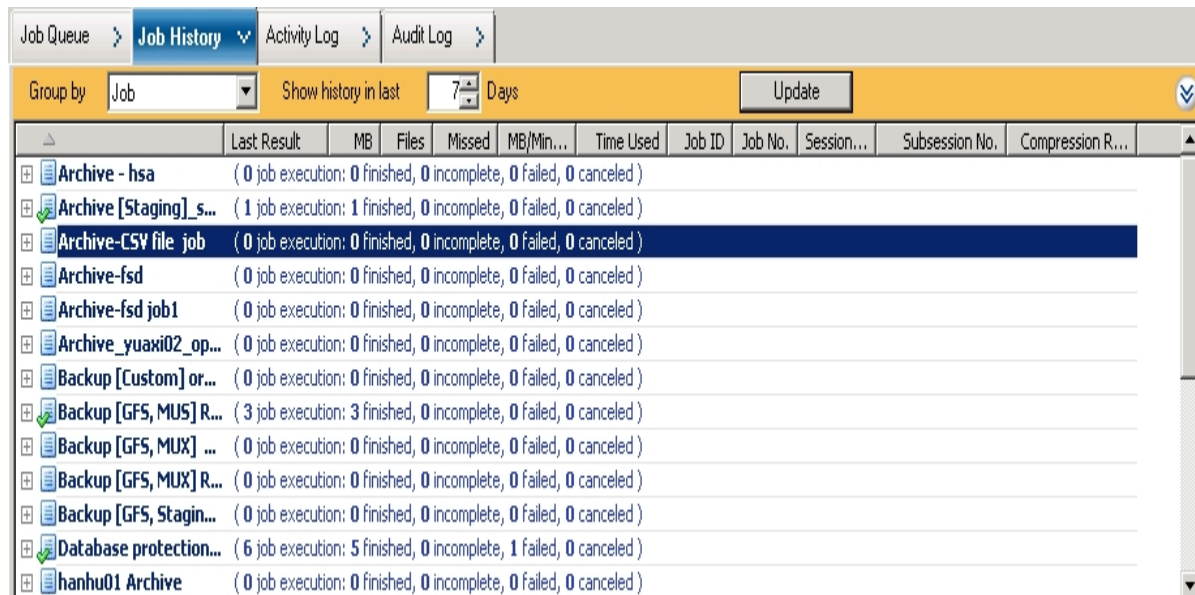 Job Queue Job History Activity Log Audit Log
Group by Job Show history in last 7 Days Update
Last Result MB Files Missed MB/Min... Time Used Job ID Job No. Session... Subsession No. Compression R...
Archive - hsa ( 0 job execution: 0 finished, 0 incomplete, 0 failed, 0 canceled )
Archive [Staging]_s... ( 1 job execution: 1 finished, 0 incomplete, 0 failed, 0 canceled )
Archive-CSV file job ( 0 job execution: 0 finished, 0 incomplete, 0 failed, 0 canceled )
Archive-fsd ( 0 job execution: 0 finished, 0 incomplete, 0 failed, 0 canceled )
Archive-fsd job1 ( 0 job execution: 0 finished, 0 incomplete, 0 failed, 0 canceled )
Archive_yuaxi02_op... ( 0 job execution: 0 finished, 0 incomplete, 0 failed, 0 canceled )
Backup [Custom] or... ( 0 job execution: 0 finished, 0 incomplete, 0 failed, 0 canceled )
Backup [GFS, MUS] R... ( 3 job execution: 3 finished, 0 incomplete, 0 failed, 0 canceled )
Backup [GFS, MUX] ... ( 0 job execution: 0 finished, 0 incomplete, 0 failed, 0 canceled )
Backup [GFS, MUX] R... ( 0 job execution: 0 finished, 0 incomplete, 0 failed, 0 canceled )
Backup [GFS, Stagin... ( 0 job execution: 0 finished, 0 incomplete, 0 failed, 0 canceled )
Database protection... ( 6 job execution: 5 finished, 0 incomplete, 1 failed, 0 canceled )
hanhu01 Archive ( 0 job execution: 0 finished, 0 incomplete, 0 failed, 0 canceled )